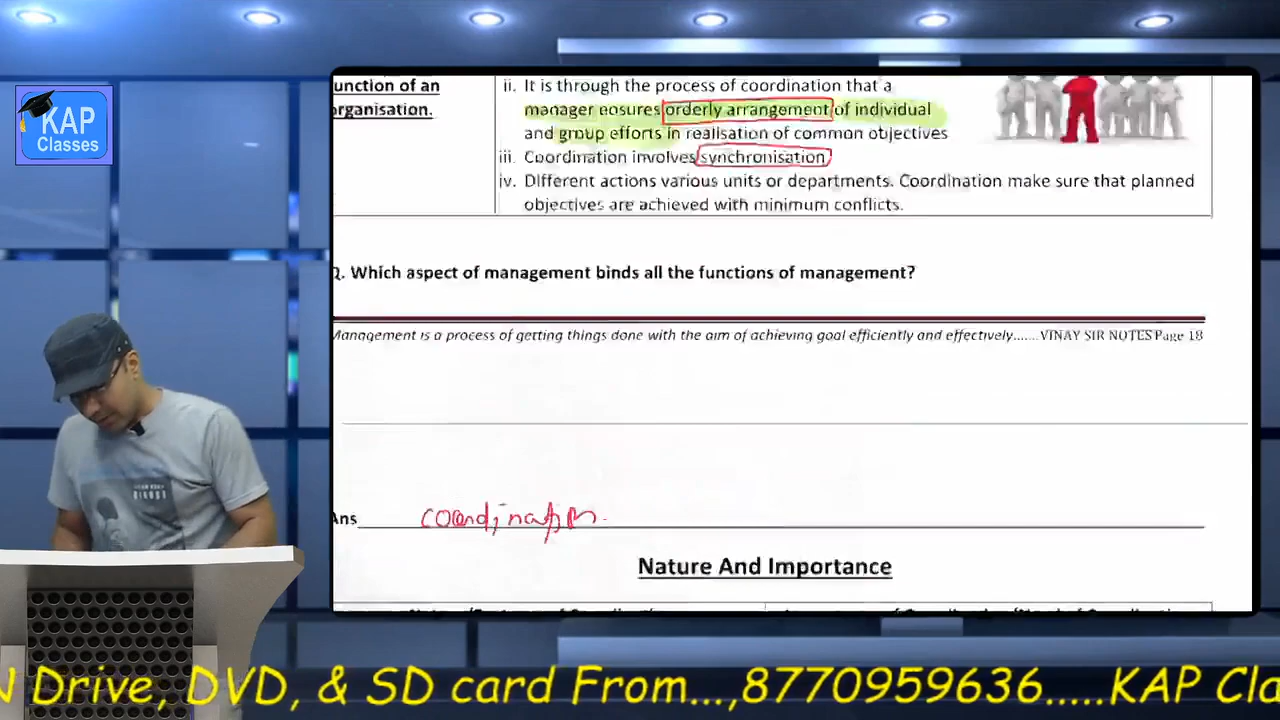 KAP
Classes
unction of an
organisation.
ii. It is through the process of coordination that a
manager ensures orderly arrangement of individual
and group efforts in realisation of common objectives
iii. Coordination involves synchronisation
iv. Different actions various units or departments. Coordination make sure that planned
objectives are achieved with minimum conflicts.
Q. Which aspect of management binds all the functions of management?
Management is a process of getting things done with the aim of achieving goal efficiently and effectively.......VINAY SIR NOTES Page 18
Ans coordination.
Nature And Importance
N Drive, DVD, & SD card From...,8770959636.....KAP Cla